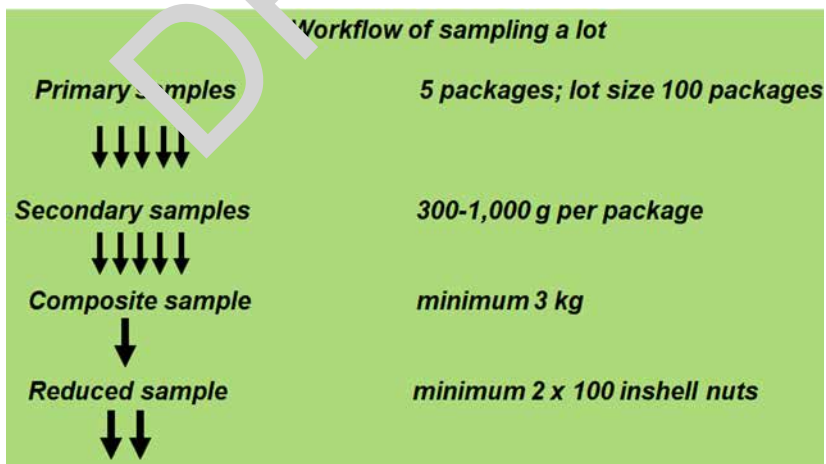 Workflow of sampling a lot
Primary samples 5 packages; lot size 100 packages
Secondary samples 300-1,000 g per package
Composite sample minimum 3 kg
Reduced sample minimum 2 x 100 inshell nuts